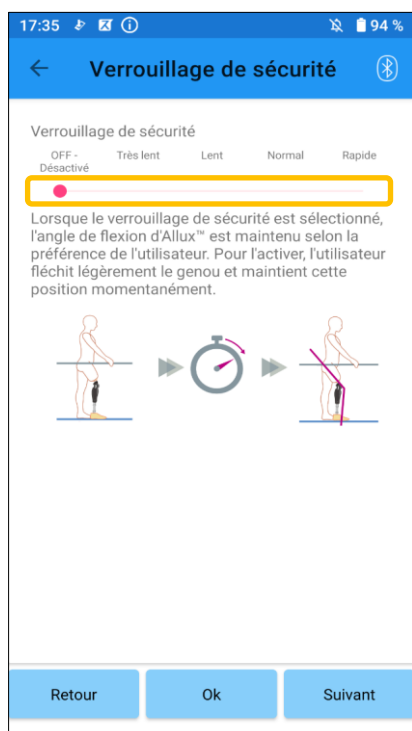 17:35 94 %
Verrouillage de sécurité
Verrouillage de sécurité
OFF - Très lent Lent Normal Rapide
Désactivé
Lorsque le verrouillage de sécurité est sélectionné,
l'angle de flexion d'Allux™ est maintenu selon la
préférence de l'utilisateur. Pour l'activer, l'utilisateur
fléchit légèrement le genou et maintient cette
position momentanément.
Retour Ok Suivant